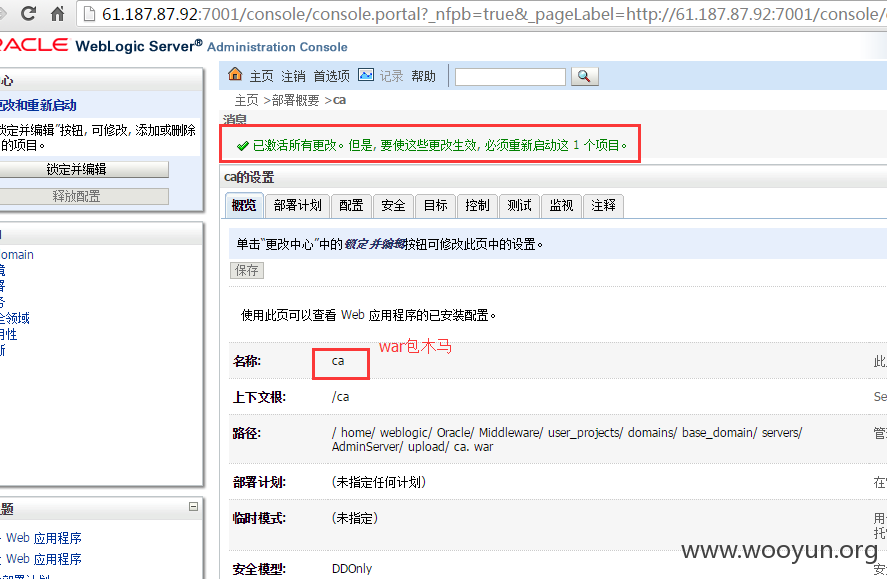 61.187.87.92:7001/console/console.portal?_nfpb=true&_pageLabel=http://61.187.87.92:7001/console/
WebLogic Server® Administration Console
主页 注销 首选项 记录 帮助
主页 >部署概要 >ca
消息
已激活所有更改。但是, 要使这些更改生效, 必须重新启动这 1 个项目。
ca的设置
概览 部署计划 配置 安全 目标 控制 测试 监视 注释
单击“更改中心”中的锁定并编辑按钮可修改此页中的设置。
保存
使用此页可以查看 Web 应用程序的已安装配置。
名称: ca
war包木马
上下文根: /ca
路径: / home/ weblogic/ Oracle/ Middleware/ user_projects/ domains/ base_domain/ servers/
AdminServer/ upload/ ca. war
部署计划: (未指定任何计划)
临时模式: (未指定)
安全模型: DDOnly
心
更改和重新启动
锁定并编辑”按钮, 可修改, 添加或删除
的项目。
锁定并编辑
释放配置
omain
全领域
用性
题
Web 应用程序
Web 应用程序
www.wooyun.org